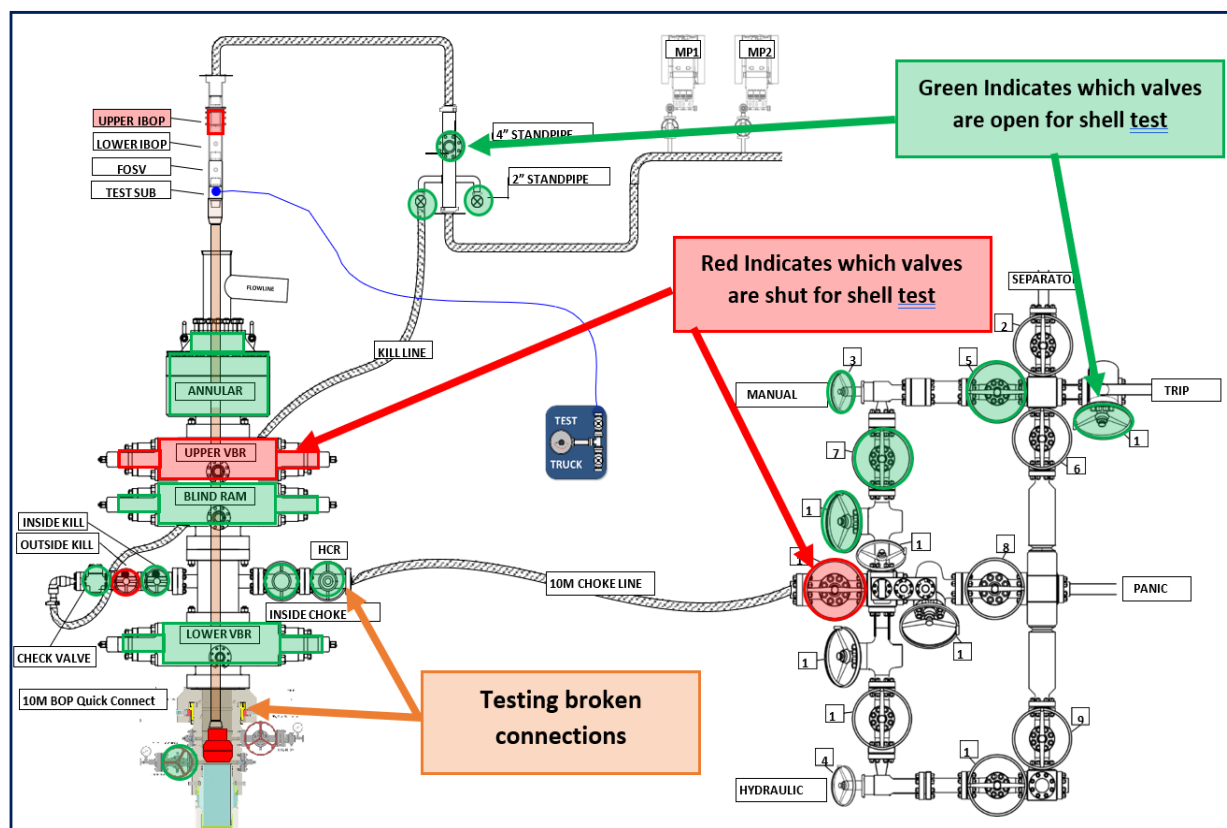 MP1
MP2
Green Indicates which valves
are open for shell test
UPPER IBOP
4” STANDPIPE
LOWER IBOP
FOSV
2” STANDPIPE
TEST SUB
Red Indicates which valves
are shut for shell test
SEPARATO
FLOWLINE
2
KILL LINE
3
5
MANUAL
TRIP
ANNULAR
TEST
TRUCK
1
6
7
UPPER VBR
BLIND RAM
1
INSIDE KILL
OUTSIDE KILL
HCR
1
8
10M CHOKE LINE
PANIC
INSIDE CHOKE
LOWER VBR
CHECK VALVE
1
1
10M BOP Quick Connect
Testing broken
connections
1
9
4
1
HYDRAULIC